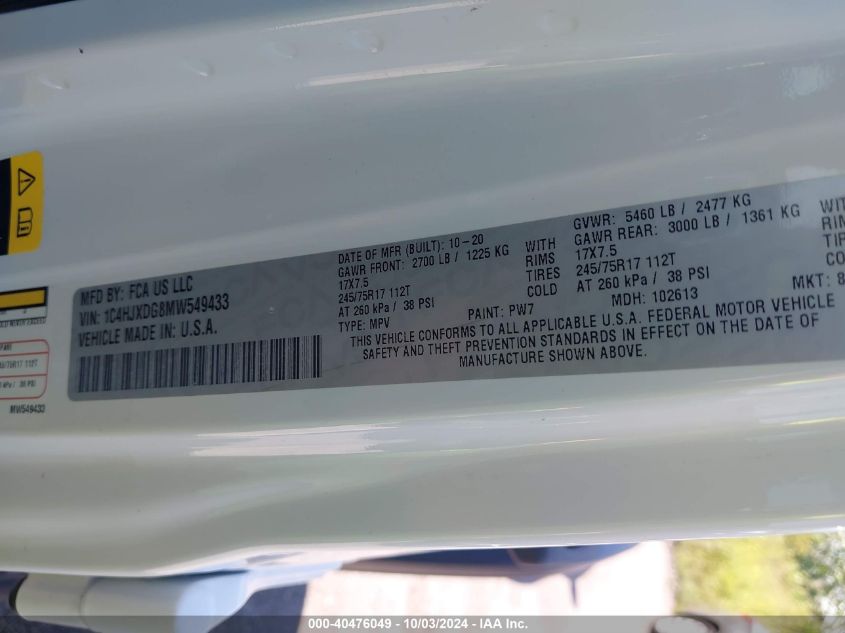 MFD BY: FCA US LLC
VIN: 1C4HJXDG8MW549433
VEHICLE MADE IN: U.S.A.
DATE OF MFR (BUILT): 10-20
GAWR FRONT: 2700 LB / 1225 KG WITH
17X7.5 RIMS
245/75R17 112T TIRES
AT 260 kPa / 38 PSI COLD
TYPE: MPV PAINT: PW7
GVWR: 5460 LB / 2477 KG
GAWR REAR: 3000 LB / 1361 KG WITH
17X7.5
245/75R17 112T
AT 260 kPa / 38 PSI
MDH: 102613 MKT:
THIS VEHICLE CONFORMS TO ALL APPLICABLE U.S.A. FEDERAL MOTOR VEHICLE
SAFETY AND THEFT PREVENTION STANDARDS IN EFFECT ON THE DATE OF
MANUFACTURE SHOWN ABOVE.
112T
kPa / 38 PSI
MW549433
000-40476049 - 10/03/2024 - IAA Inc.